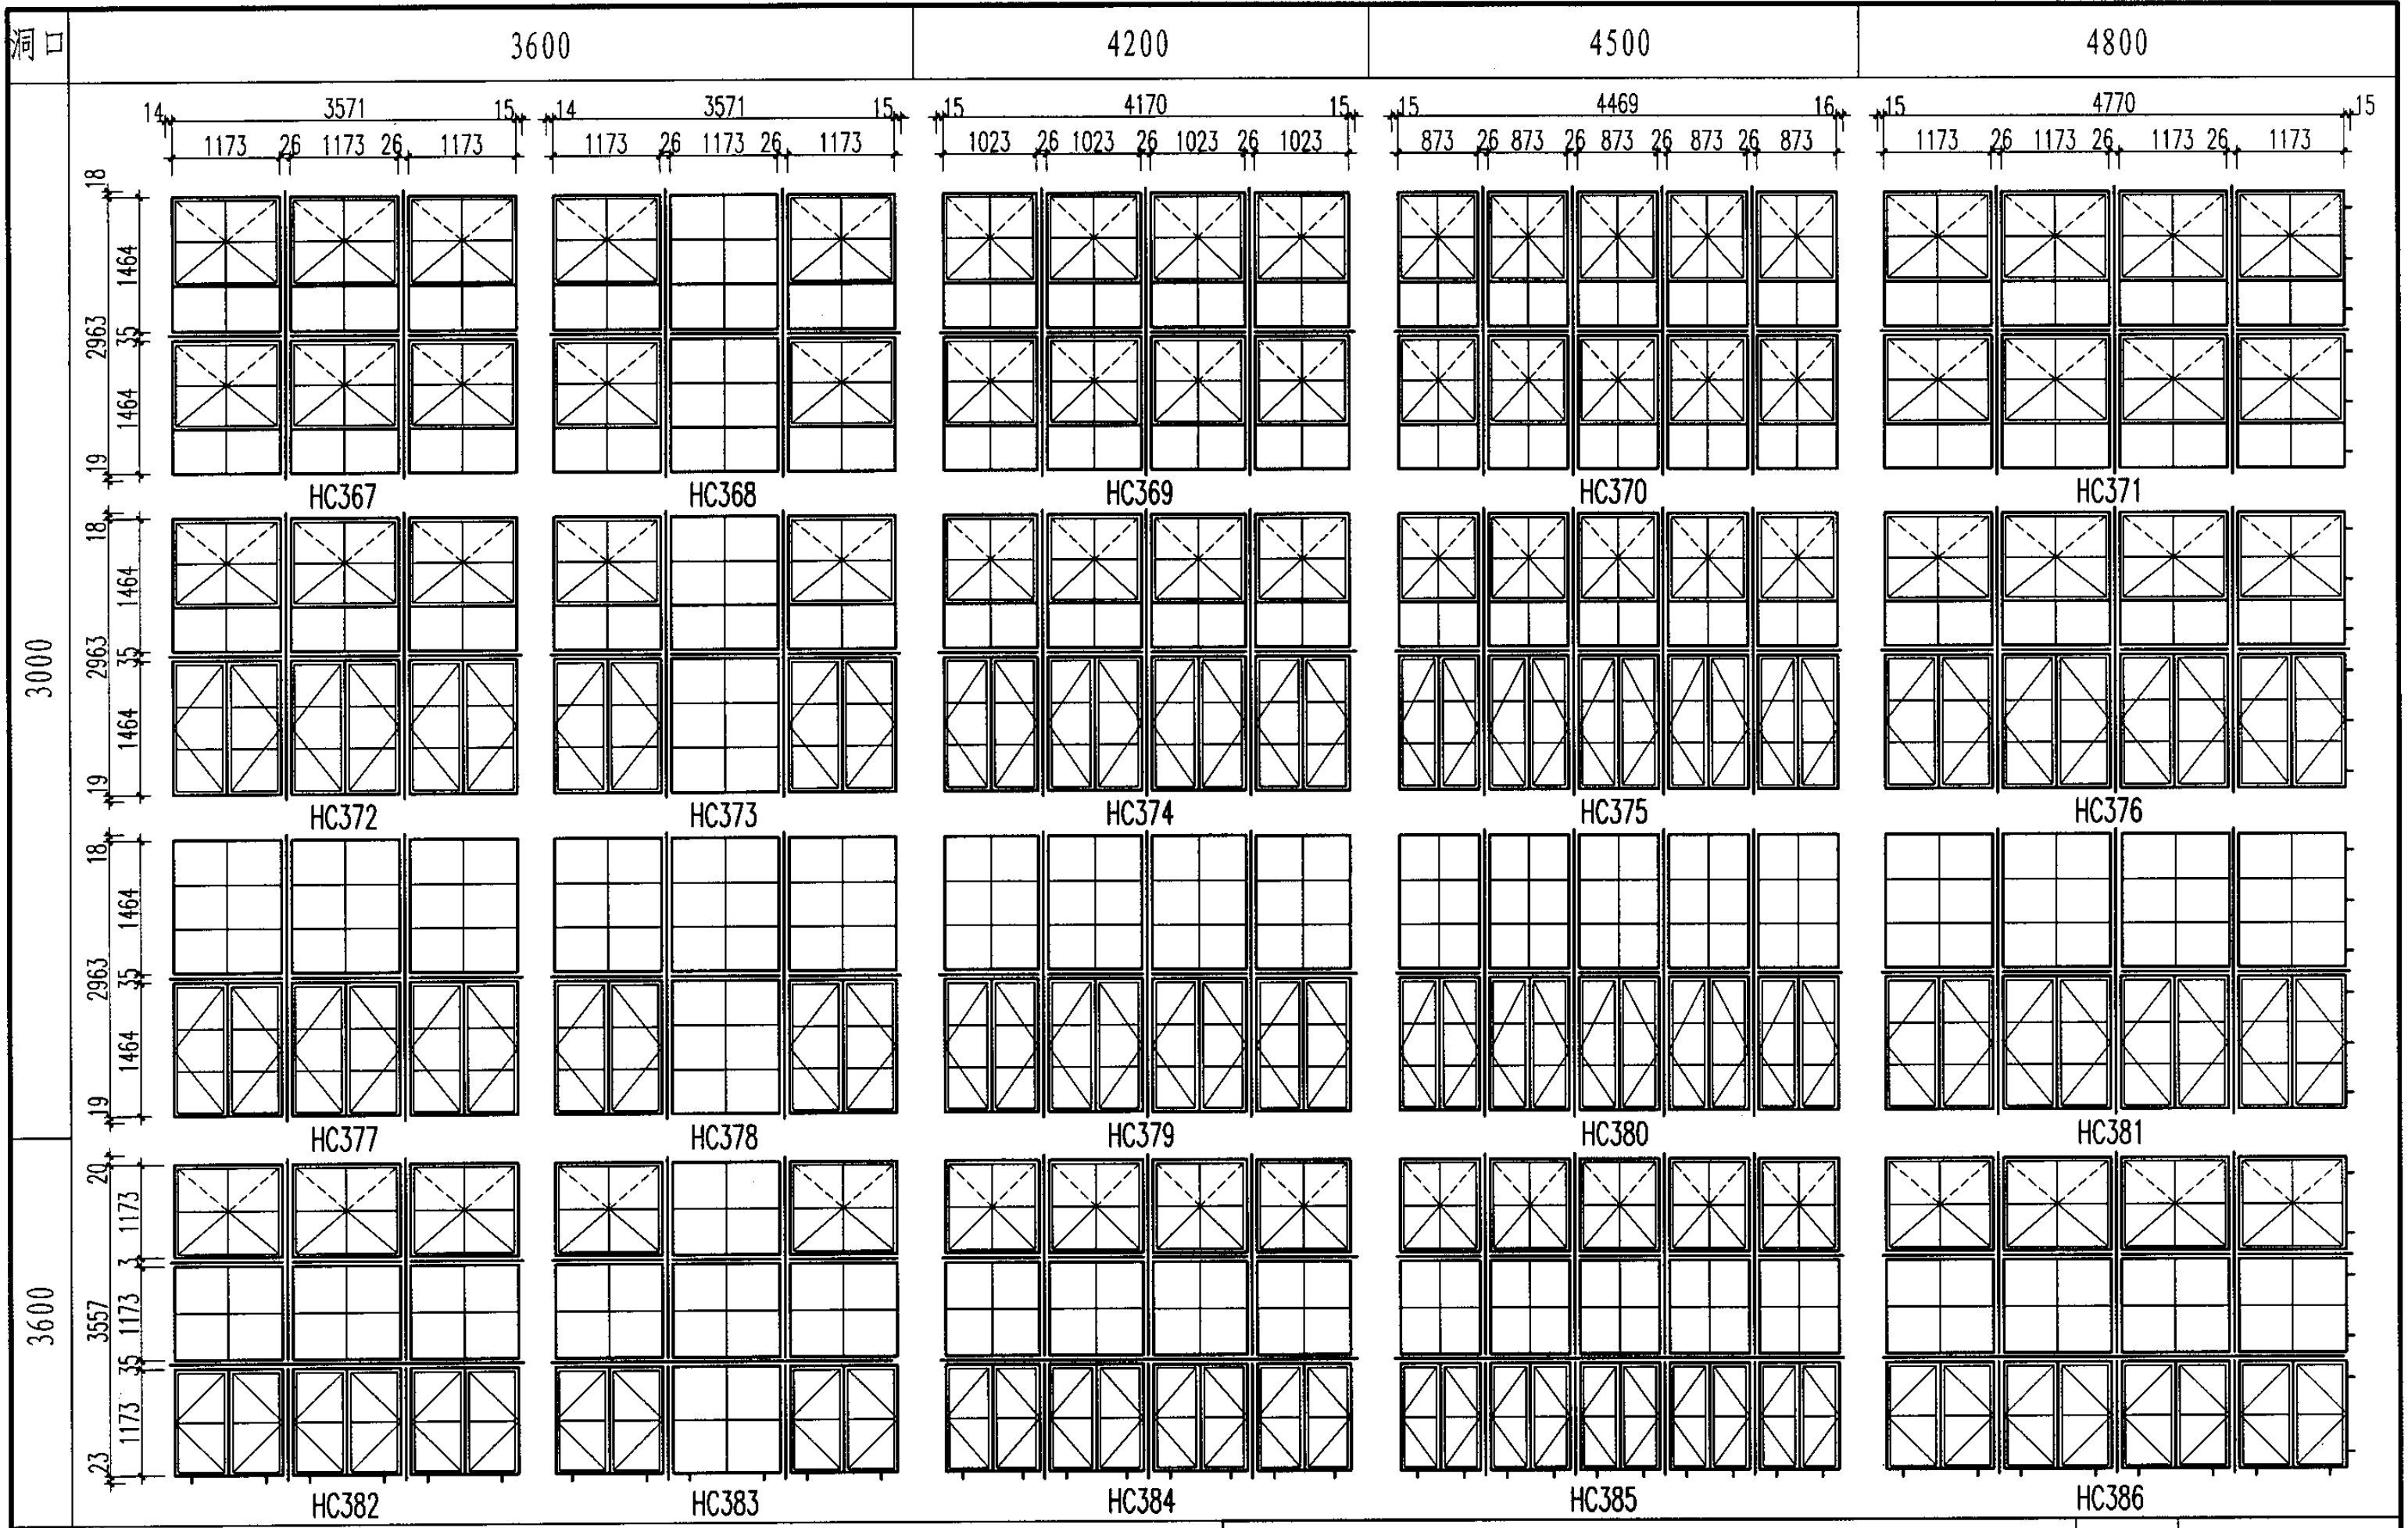 洞口 3600 4200 4500 4800
14 3571 15 14 3571 15 15 4170 15 15 4469 16 15 4770 15
1173 26 1173 26 1173 1173 26 1173 26 1173 1023 26 1023 26 1023 26 1023 873 26 873 26 873 26 873 26 873 1173 26 1173 26 1173 26 1173
3000
18 1464 2963 35 1464 19
HC367 HC368 HC369 HC370 HC371
18 1464 2963 35 1464 19
HC372 HC373 HC374 HC375 HC376
18 1464 2963 35 1464 19
HC377 HC378 HC379 HC380 HC381
3600
20 1173 3 3557 1173 35 1173 23
HC382 HC383 HC384 HC385 HC386